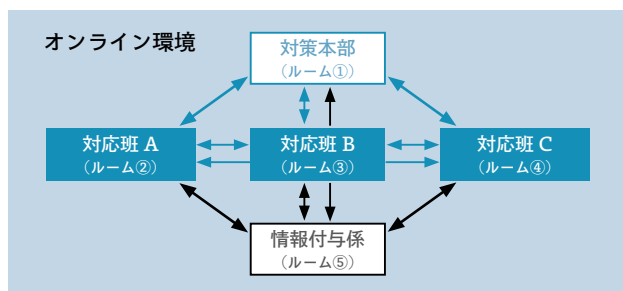 オンライン環境
対策本部
（ルーム①）
対応班 A
（ルーム②）
対応班 B
（ルーム③）
対応班 C
（ルーム④）
情報付与係
（ルーム⑤）